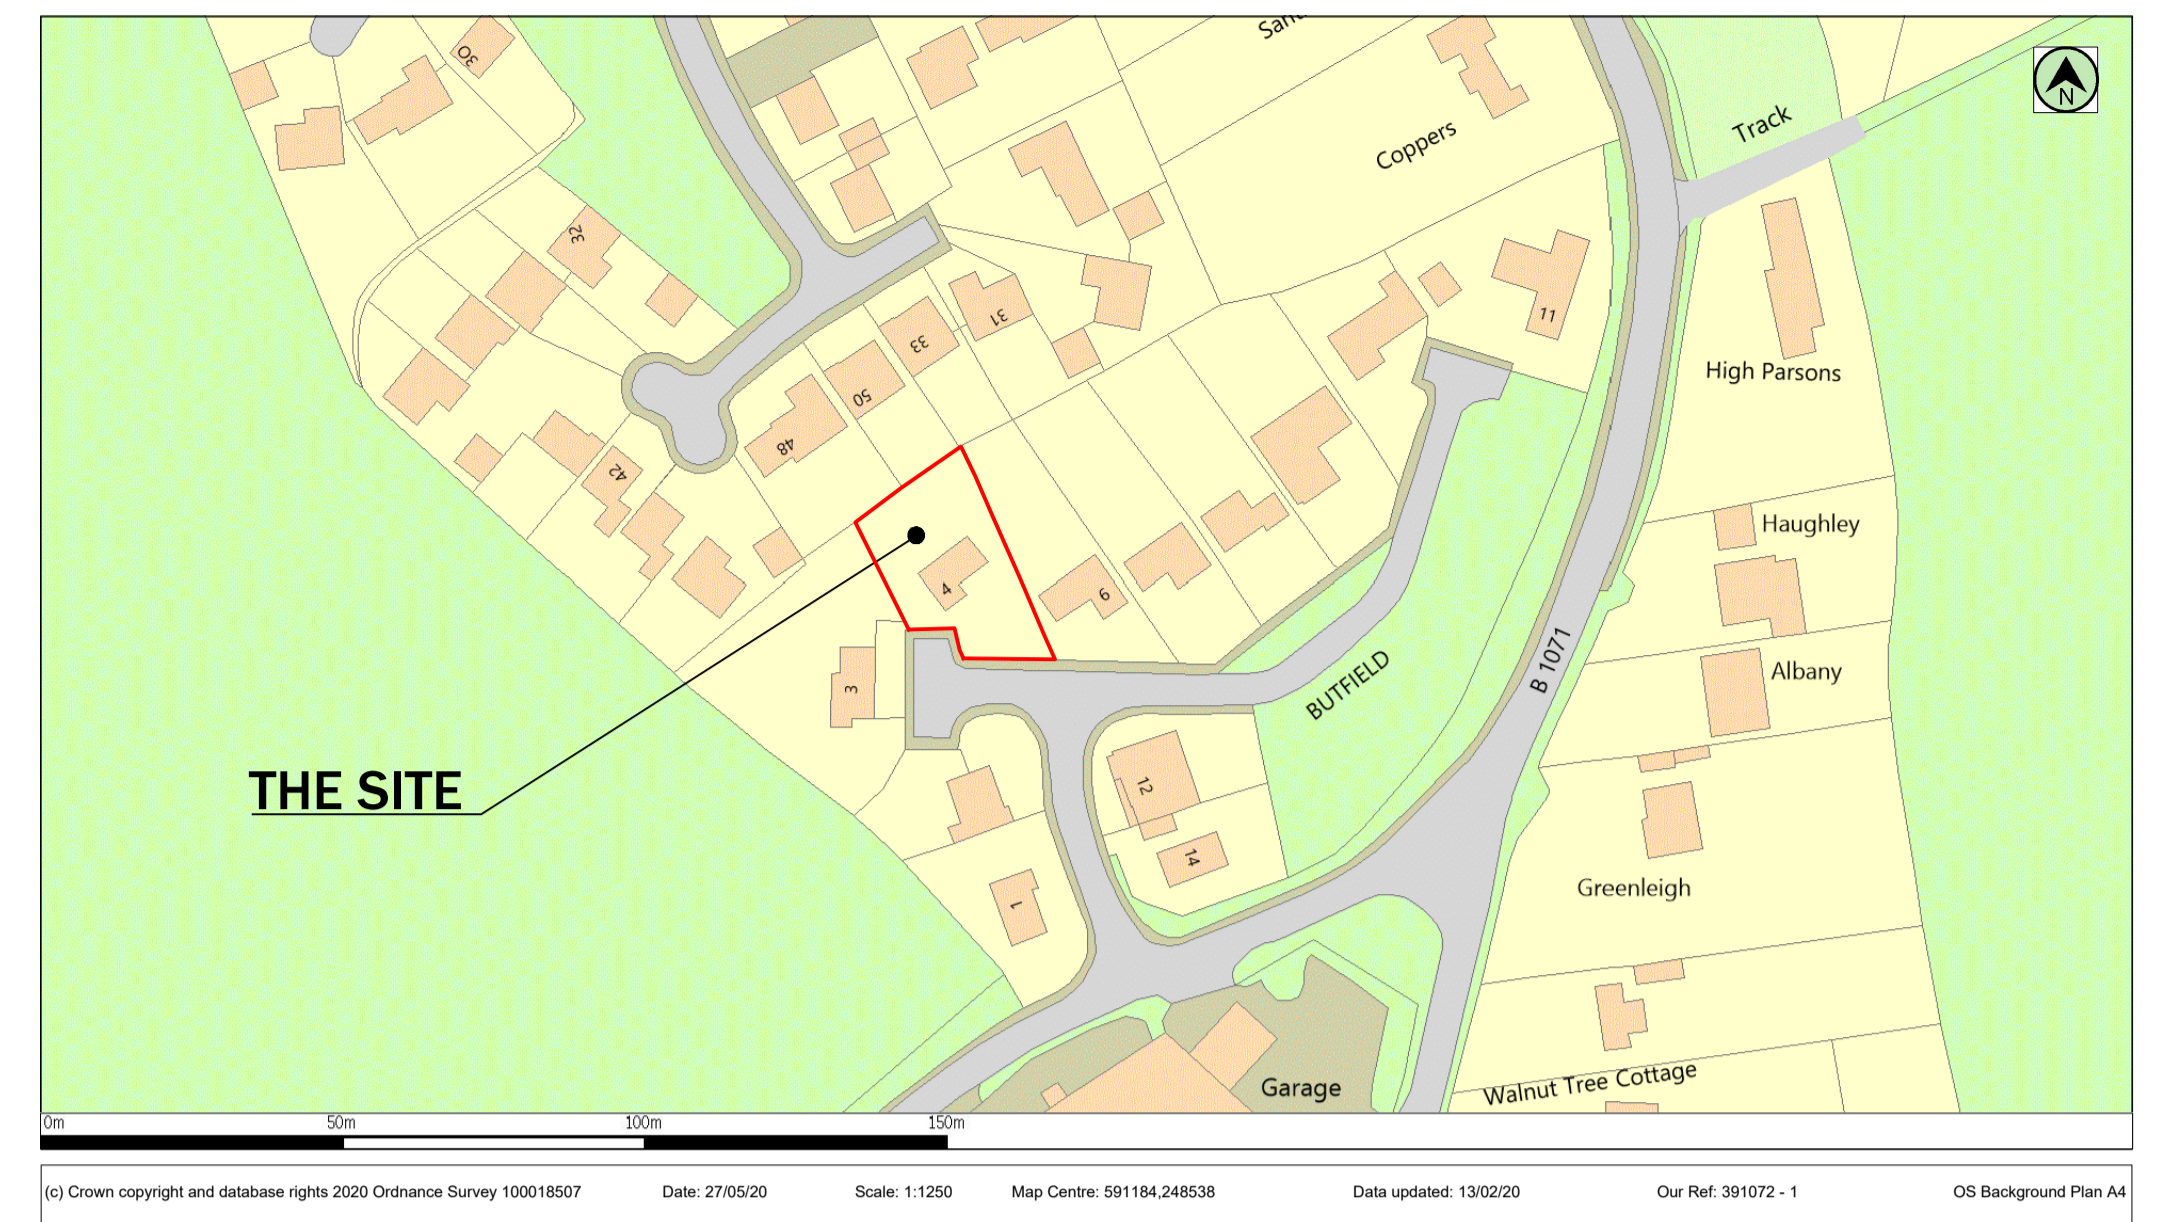 30
Coppers
Track
N
32
31
33
50
48
42
11
High Parsons
Haughley
4
6
3
B 1071
Albany
BUTFIELD
THE SITE
12
14
1
Greenleigh
Garage
Walnut Tree Cottage
0m 50m 100m 150m
(c) Crown copyright and database rights 2020 Ordnance Survey 100018507 Date: 27/05/20 Scale: 1:1250 Map Centre: 591184,248538 Data updated: 13/02/20 Our Ref: 391072 - 1 OS Background Plan A4